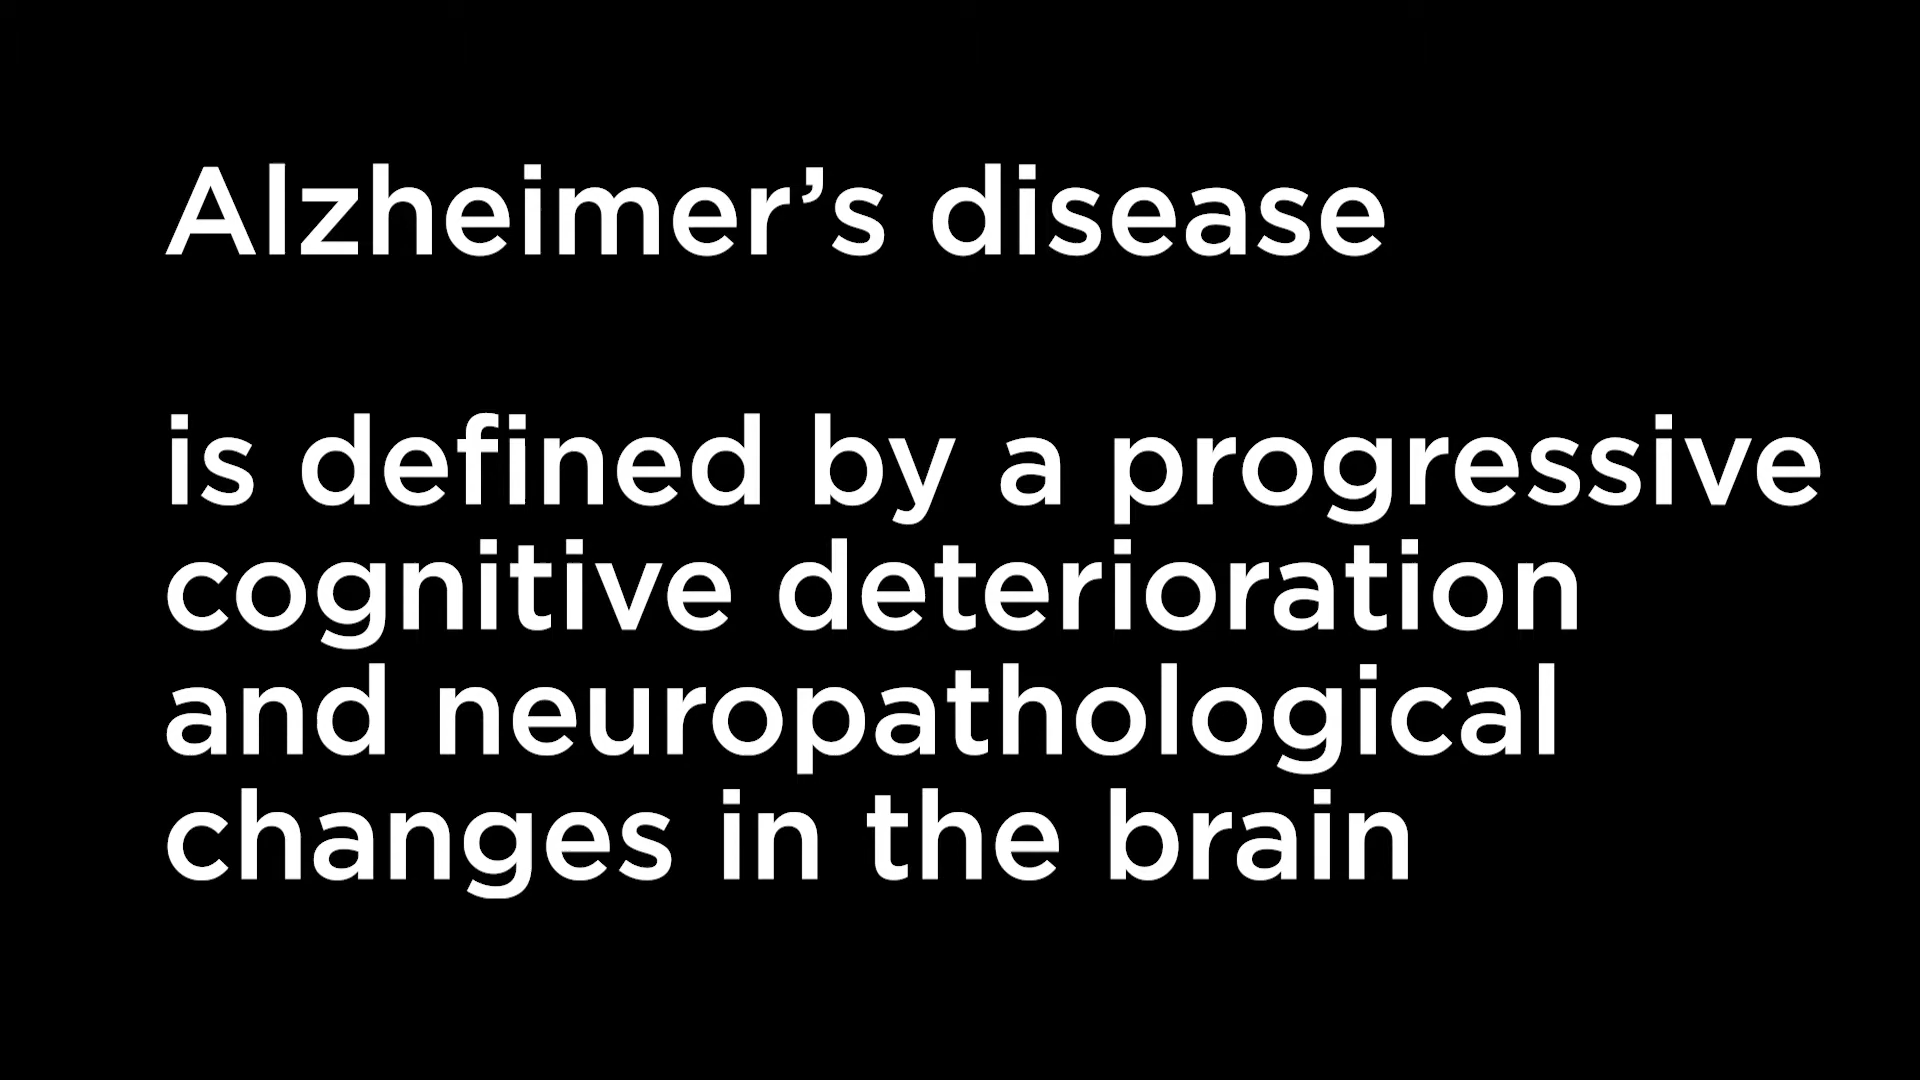 Alzheimer’s disease
is defined by a progressive
cognitive deterioration
and neuropathological
changes in the brain